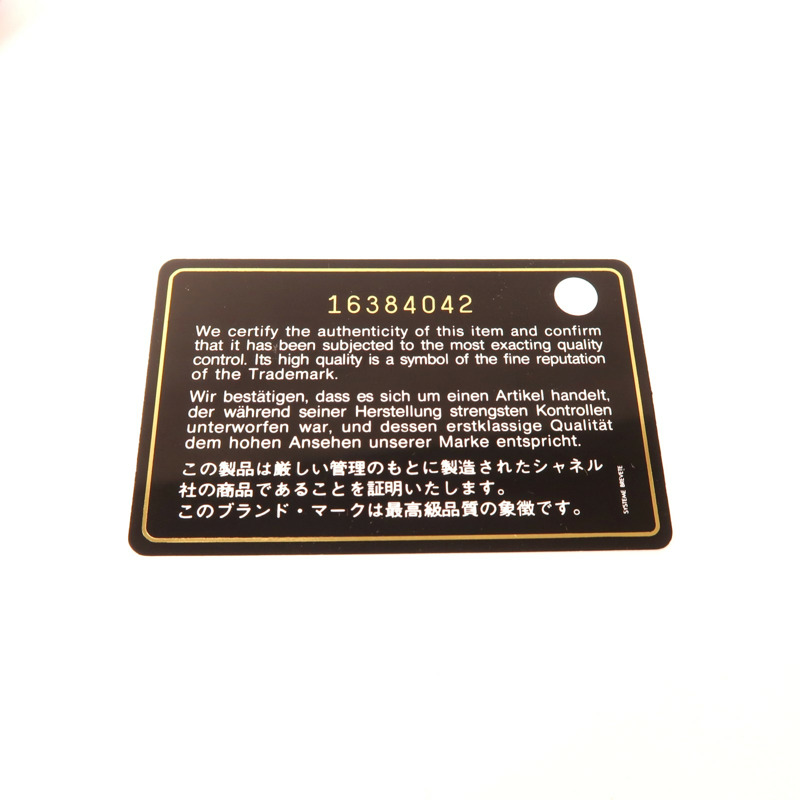 16384042
We certify the authenticity of this item and confirm
that it has been subjected to the most exacting quality
control. Its high quality is a symbol of the fine reputation
of the Trademark.
Wir bestätigen, dass es sich um einen Artikel handelt,
der während seiner Herstellung strengsten Kontrollen
unterworfen war, und dessen erstklassige Qualität
dem hohen Ansehen unserer Marke entspricht.
この製品は厳しい管理のもとに製造されたシャネル
社の商品であることを証明いたします。
このブランド・マークは最高級品質の象徴です。
SYSTEME BREVETE